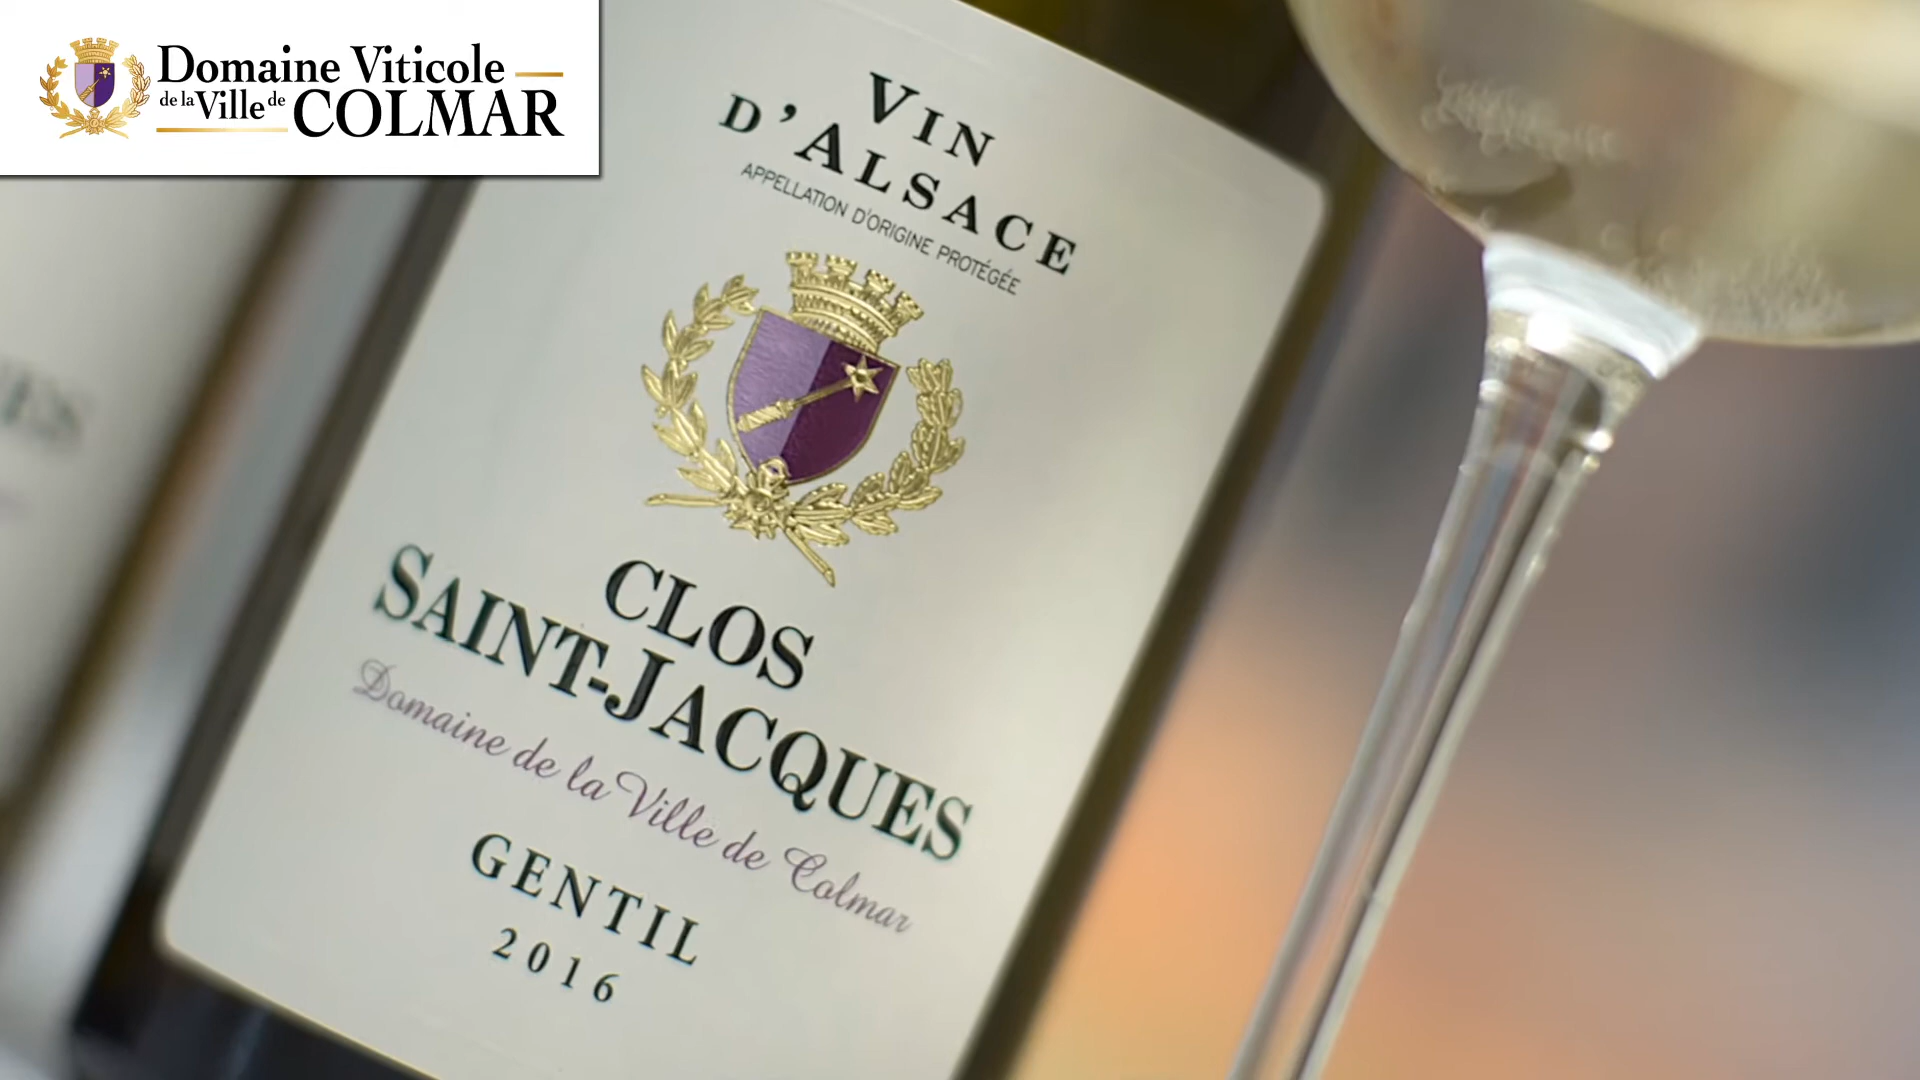 Domaine Viticole
de la Ville de COLMAR
VIN
D'ALSACE
APPELLATION D'ORIGINE PROTÉGÉE
CLOS
SAINT-JACQUES
Domaine de la Ville de Colmar
GENTIL
2016